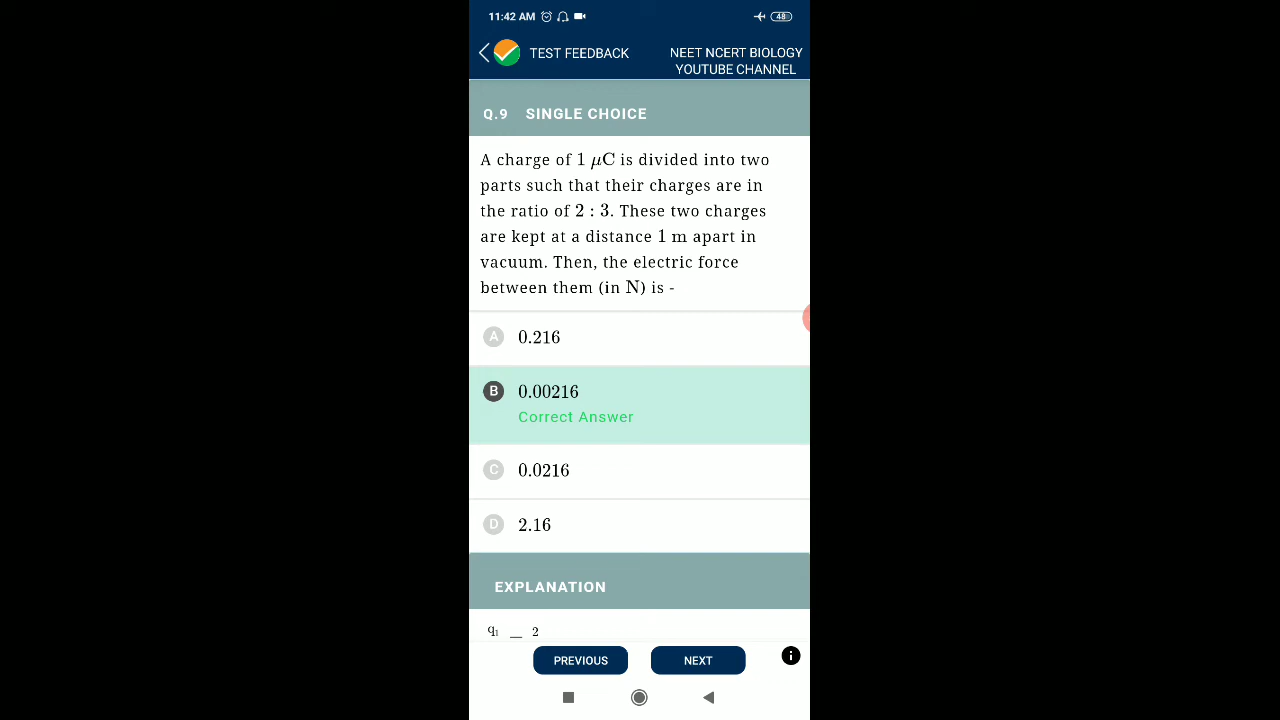 11:42 AM 48
TEST FEEDBACK
NEET NCERT BIOLOGY
YOUTUBE CHANNEL
Q.9 SINGLE CHOICE
A charge of 1 μC is divided into two
parts such that their charges are in
the ratio of 2 : 3. These two charges
are kept at a distance 1 m apart in
vacuum. Then, the electric force
between them (in N) is -
A 0.216
B 0.00216
Correct Answer
C 0.0216
D 2.16
EXPLANATION
q₁ _ 2
PREVIOUS NEXT i